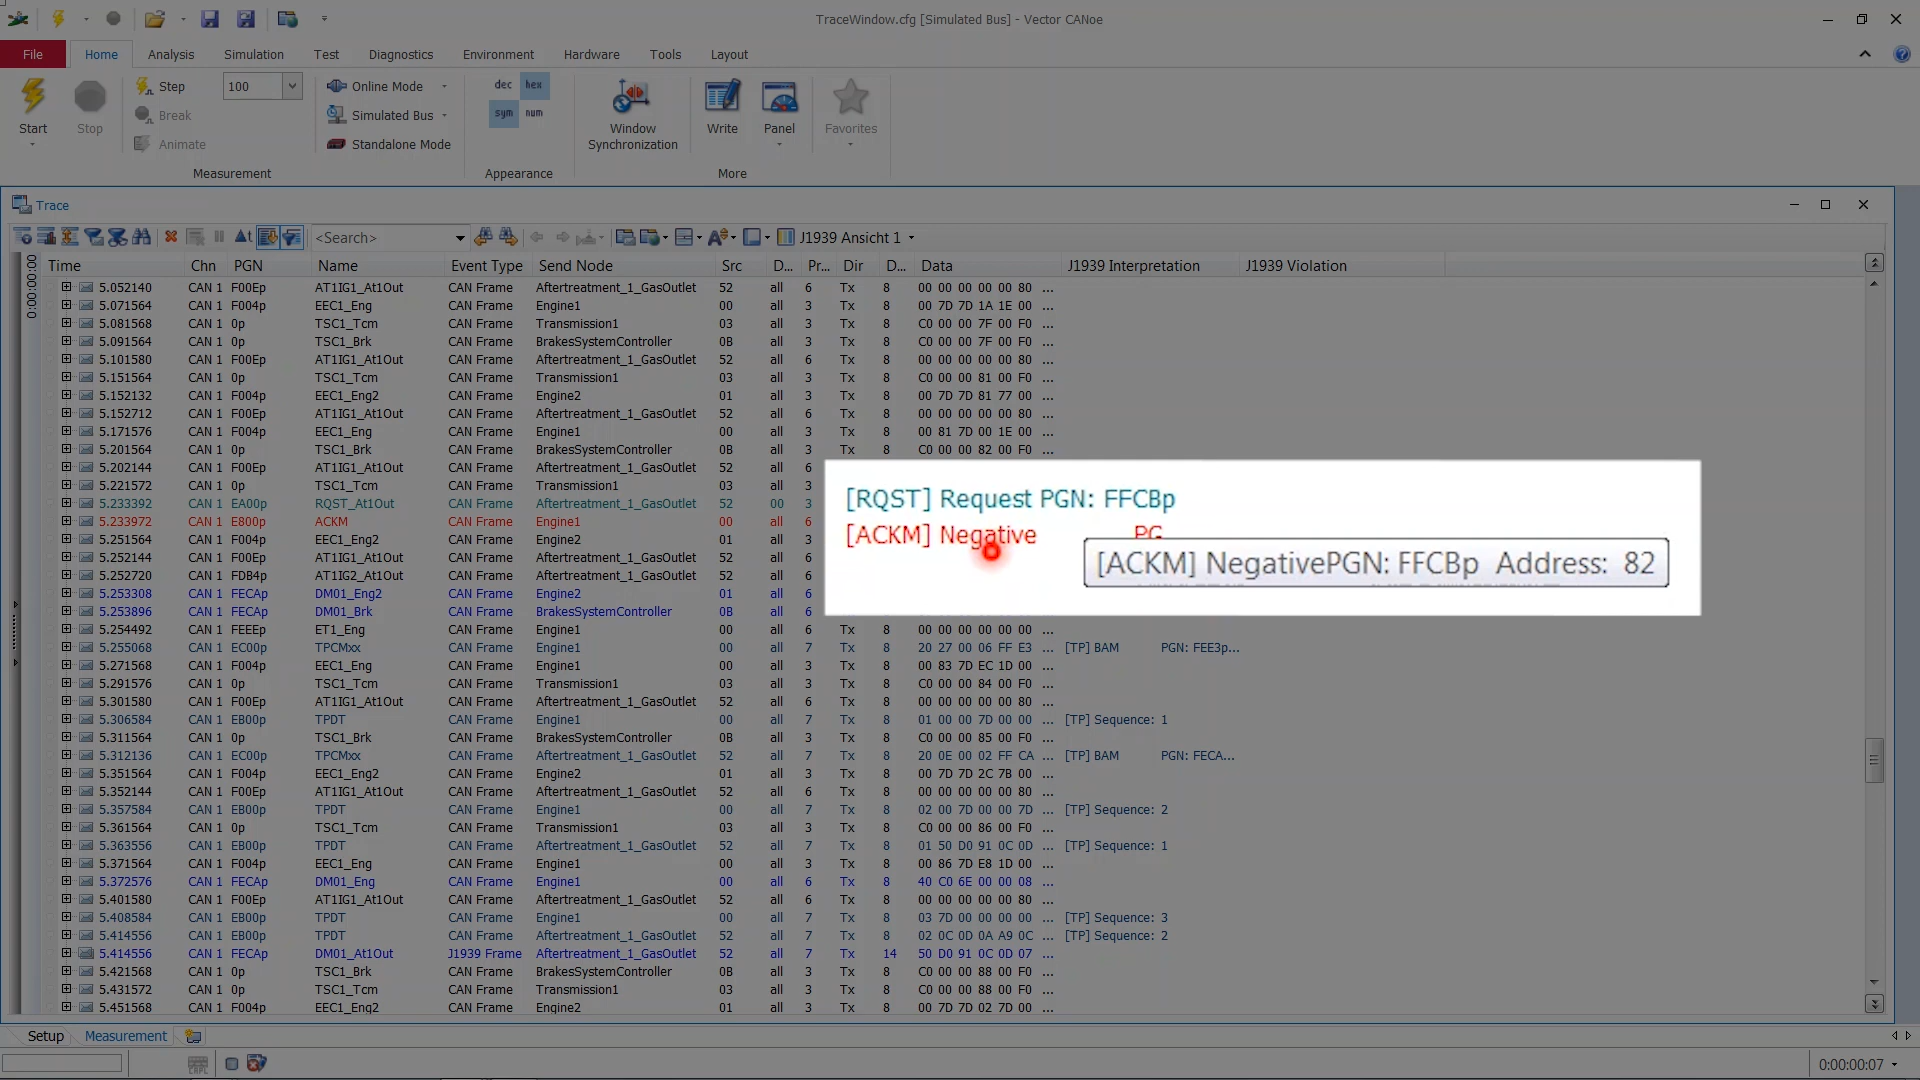 TraceWindow.cfg [Simulated Bus] - Vector CANoe
File Home Analysis Simulation Test Diagnostics Environment Hardware Tools Layout
Start
Stop
Step 100
Break
Animate
Measurement
Online Mode
Simulated Bus
Standalone Mode
dec hex
sym num
Appearance
Window
Synchronization
Write
Panel
Favorites
More
Trace
<Search> J1939 Ansicht 1
0:00:00:00
Time Chn PGN Name Event Type Send Node Src D... Pr... Dir D... Data J1939 Interpretation J1939 Violation
5.052140 CAN 1 F00Ep AT1IG1_At1Out CAN Frame Aftertreatment_1_GasOutlet 52 all 6 Tx 8 00 00 00 00 00 80 ...
5.071564 CAN 1 F004p EEC1_Eng CAN Frame Engine1 00 all 3 Tx 8 00 7D 7D 1A 1E 00 ...
5.081568 CAN 1 0p TSC1_Tcm CAN Frame Transmission1 03 all 3 Tx 8 C0 00 00 7F 00 F0 ...
5.091564 CAN 1 0p TSC1_Brk CAN Frame BrakesSystemController 0B all 3 Tx 8 C0 00 00 7F 00 F0 ...
5.101580 CAN 1 F00Ep AT1IG1_At1Out CAN Frame Aftertreatment_1_GasOutlet 52 all 6 Tx 8 00 00 00 00 00 80 ...
5.151564 CAN 1 0p TSC1_Tcm CAN Frame Transmission1 03 all 3 Tx 8 C0 00 00 81 00 F0 ...
5.152132 CAN 1 F004p EEC1_Eng2 CAN Frame Engine2 01 all 3 Tx 8 00 7D 7D 81 77 00 ...
5.152712 CAN 1 F00Ep AT1IG1_At1Out CAN Frame Aftertreatment_1_GasOutlet 52 all 6 Tx 8 00 00 00 00 00 80 ...
5.171576 CAN 1 F004p EEC1_Eng CAN Frame Engine1 00 all 3 Tx 8 00 81 7D 00 1E 00 ...
5.201564 CAN 1 0p TSC1_Brk CAN Frame BrakesSystemController 0B all 3 Tx 8 C0 00 00 82 00 F0 ...
5.202144 CAN 1 F00Ep AT1IG1_At1Out CAN Frame Aftertreatment_1_GasOutlet 52 all 6
5.221572 CAN 1 0p TSC1_Tcm CAN Frame Transmission1 03 all 3
5.233392 CAN 1 EA00p RQST_At1Out CAN Frame Aftertreatment_1_GasOutlet 52 00 3 [RQST] Request PGN: FFCBp
5.233972 CAN 1 E800p ACKM CAN Frame Engine1 00 all 6 [ACKM] Negative PG
[ACKM] NegativePGN: FFCBp Address: 82
5.251564 CAN 1 F004p EEC1_Eng2 CAN Frame Engine2 01 all 3
5.252144 CAN 1 F00Ep AT1IG1_At1Out CAN Frame Aftertreatment_1_GasOutlet 52 all 6
5.252720 CAN 1 FDB4p AT1IG2_At1Out CAN Frame Aftertreatment_1_GasOutlet 52 all 6
5.253308 CAN 1 FECAp DM01_Eng2 CAN Frame Engine2 01 all 6
5.253896 CAN 1 FECAp DM01_Brk CAN Frame BrakesSystemController 0B all 6
5.254492 CAN 1 FEEEp ET1_Eng CAN Frame Engine1 00 all 6 Tx 8 00 00 00 00 00 00 ...
5.255068 CAN 1 EC00p TPCMxx CAN Frame Engine1 00 all 7 Tx 8 20 27 00 06 FF E3 ... [TP] BAM PGN: FEE3p...
5.271568 CAN 1 F004p EEC1_Eng CAN Frame Engine1 00 all 3 Tx 8 00 83 7D EC 1D 00 ...
5.291576 CAN 1 0p TSC1_Tcm CAN Frame Transmission1 03 all 3 Tx 8 C0 00 00 84 00 F0 ...
5.301580 CAN 1 F00Ep AT1IG1_At1Out CAN Frame Aftertreatment_1_GasOutlet 52 all 6 Tx 8 00 00 00 00 00 80 ...
5.306584 CAN 1 EB00p TPDT CAN Frame Engine1 00 all 7 Tx 8 01 00 00 7D 00 00 ... [TP] Sequence: 1
5.311564 CAN 1 0p TSC1_Brk CAN Frame BrakesSystemController 0B all 3 Tx 8 C0 00 00 85 00 F0 ...
5.312136 CAN 1 EC00p TPCMxx CAN Frame Aftertreatment_1_GasOutlet 52 all 7 Tx 8 20 0E 00 02 FF CA ... [TP] BAM PGN: FECA...
5.351564 CAN 1 F004p EEC1_Eng2 CAN Frame Engine2 01 all 3 Tx 8 00 7D 7D 2C 7B 00 ...
5.352144 CAN 1 F00Ep AT1IG1_At1Out CAN Frame Aftertreatment_1_GasOutlet 52 all 6 Tx 8 00 00 00 00 00 80 ...
5.357584 CAN 1 EB00p TPDT CAN Frame Engine1 00 all 7 Tx 8 02 00 7D 00 00 7D ... [TP] Sequence: 2
5.361564 CAN 1 0p TSC1_Tcm CAN Frame Transmission1 03 all 3 Tx 8 C0 00 00 86 00 F0 ...
5.363556 CAN 1 EB00p TPDT CAN Frame Aftertreatment_1_GasOutlet 52 all 7 Tx 8 01 50 D0 91 0C 0D ... [TP] Sequence: 1
5.371564 CAN 1 F004p EEC1_Eng CAN Frame Engine1 00 all 3 Tx 8 00 86 7D E8 1D 00 ...
5.372576 CAN 1 FECAp DM01_Eng CAN Frame Engine1 00 all 6 Tx 8 40 C0 6E 00 00 08 ...
5.401580 CAN 1 F00Ep AT1IG1_At1Out CAN Frame Aftertreatment_1_GasOutlet 52 all 6 Tx 8 00 00 00 00 00 80 ...
5.408584 CAN 1 EB00p TPDT CAN Frame Engine1 00 all 7 Tx 8 03 7D 00 00 00 00 ... [TP] Sequence: 3
5.414556 CAN 1 EB00p TPDT CAN Frame Aftertreatment_1_GasOutlet 52 all 7 Tx 8 02 0C 0D 0A A9 0C ... [TP] Sequence: 2
5.414556 CAN 1 FECAp DM01_At1Out J1939 Frame Aftertreatment_1_GasOutlet 52 all 7 Tx 14 50 D0 91 0C 0D 07 ...
5.421568 CAN 1 0p TSC1_Brk CAN Frame BrakesSystemController 0B all 3 Tx 8 C0 00 00 88 00 F0 ...
5.431572 CAN 1 0p TSC1_Tcm CAN Frame Transmission1 03 all 3 Tx 8 C0 00 00 88 00 F0 ...
5.451568 CAN 1 F004p EEC1_Eng2 CAN Frame Engine2 01 all 3 Tx 8 00 7D 7D 02 7D 00 ...
Setup Measurement
0:00:00:07